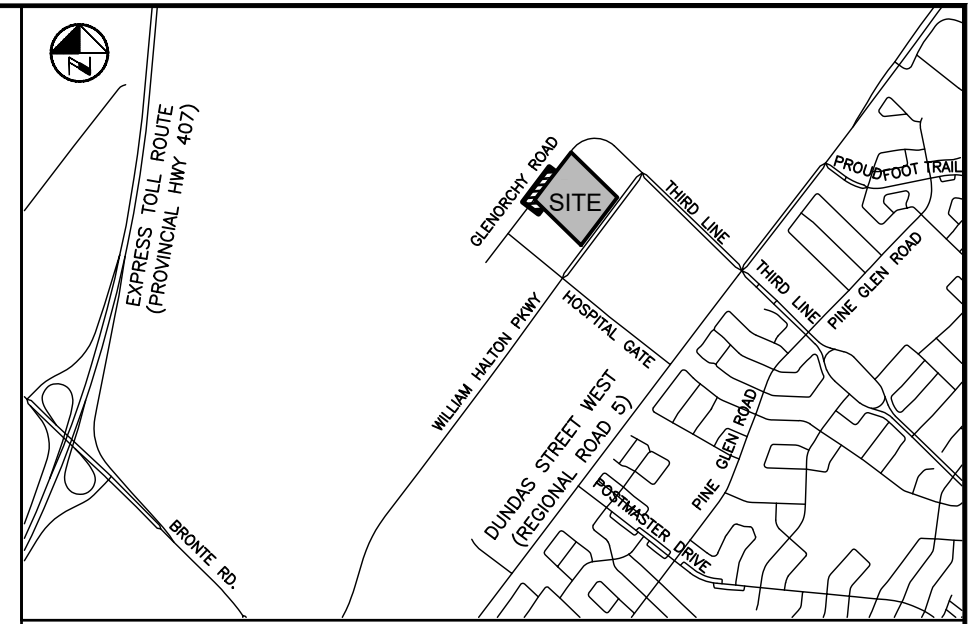 EXPRESS TOLL ROUTE
(PROVINCIAL HWY 407)
GLENORCHY ROAD
SITE
THIRD LINE
PROUDFOOT TRAIL
THIRD LINE
PINE GLEN ROAD
WILLIAM HALTON PKWY
HOSPITAL GATE
DUNDAS STREET WEST
(REGIONAL ROAD 5)
PINE GLEN ROAD
POSTMASTER DRIVE
BRONTE RD.
Z